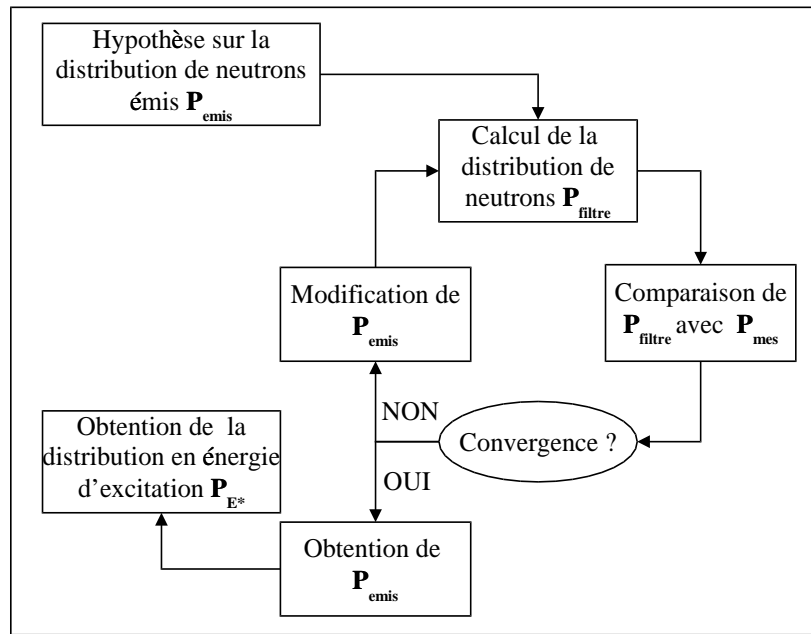 Hypothèse sur la
distribution de neutrons
émis P_emis
Calcul de la
distribution de
neutrons P_filtre
Modification de
P_emis
Comparaison de
P_filtre avec P_mes
NON
Convergence ?
OUI
Obtention de la
distribution en énergie
d'excitation P_E*
Obtention de
P_emis